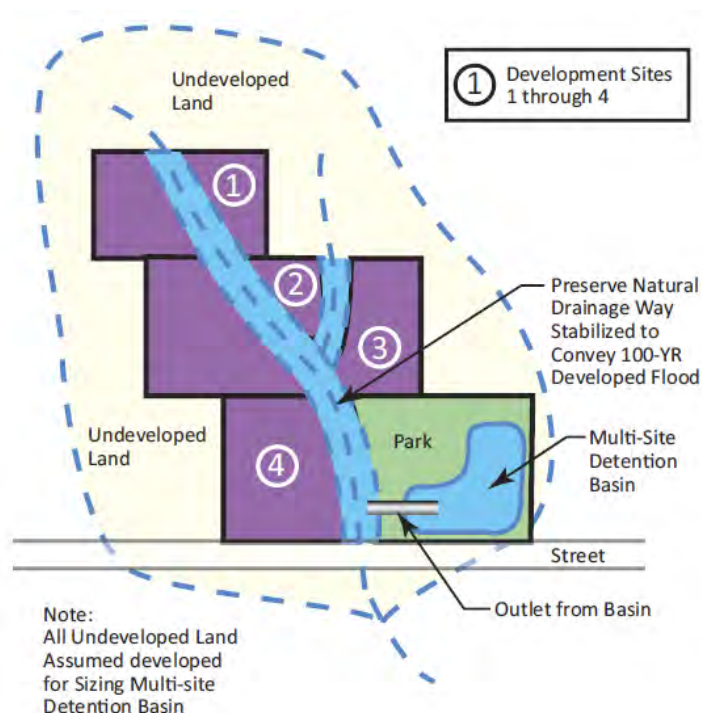 Undeveloped
Land
1
Development Sites
1 through 4
1
2
3
Preserve Natural
Drainage Way
Stabilized to
Convey 100-YR
Developed Flood
Undeveloped
Land
4
Park
Multi-Site
Detention
Basin
Street
Outlet from Basin
Note:
All Undeveloped Land
Assumed developed
for Sizing Multi-site
Detention Basin